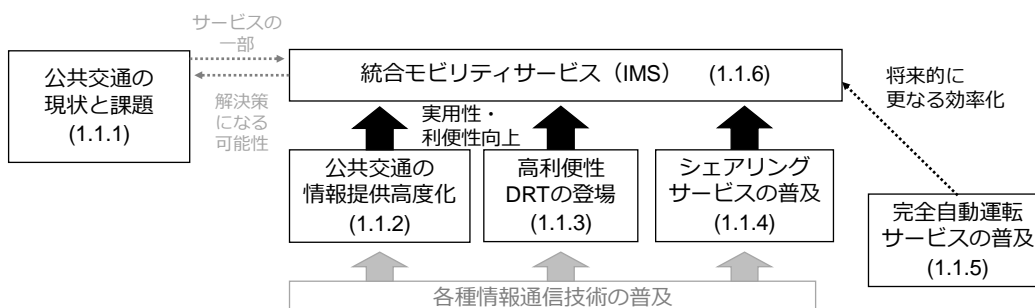 サービスの
一部
公共交通の
現状と課題
(1.1.1)
解決策
になる
可能性
統合モビリティサービス（IMS） (1.1.6)
実用性・
利便性向上
将来的に
更なる効率化
公共交通の
情報提供高度化
(1.1.2)
高利便性
DRTの登場
(1.1.3)
シェアリング
サービスの普及
(1.1.4)
完全自動運転
サービスの普及
(1.1.5)
各種情報通信技術の普及